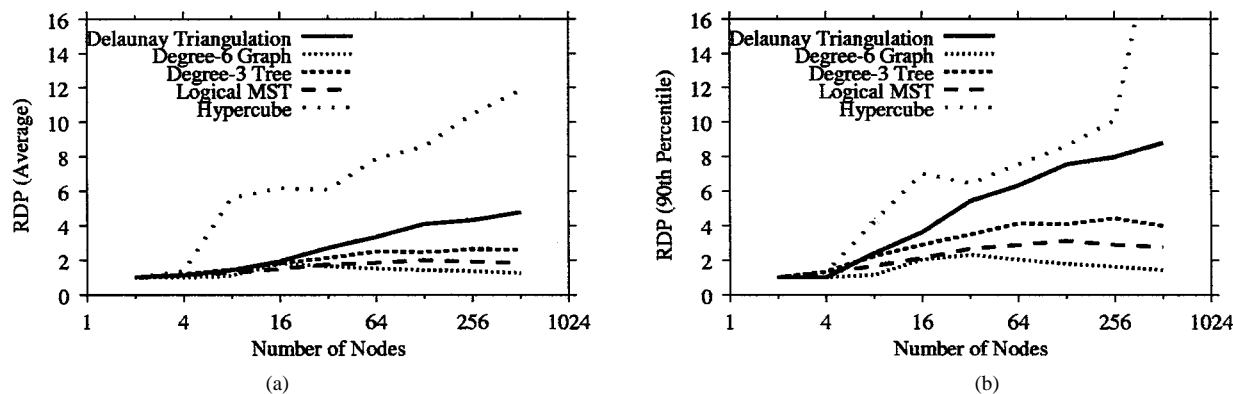 RDP (Average)
16
14
12
10
8
6
4
2
0
Delaunay Triangulation
Degree-6 Graph
Degree-3 Tree
Logical MST
Hypercube
1 4 16 64 256 1024
Number of Nodes
(a)
RDP (90th Percentile)
16
14
12
10
8
6
4
2
0
Delaunay Triangulation
Degree-6 Graph
Degree-3 Tree
Logical MST
Hypercube
1 4 16 64 256 1024
Number of Nodes
(b)